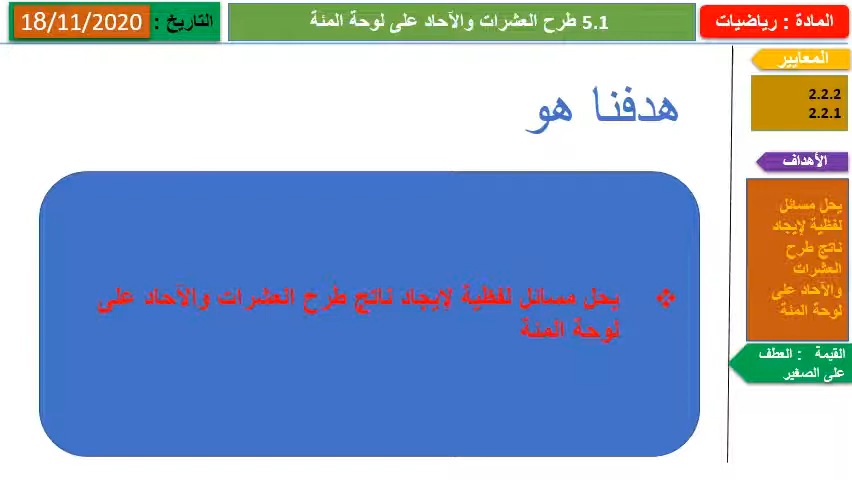 المادة : رياضيات
5.1 طرح العشرات والآحاد على لوحة المئة
التاريخ : 18/11/2020
المعايير
2.2.2
2.2.1
الأهداف
يحل مسائل
لفظية لإيجاد
ناتج طرح
العشرات
والآحاد على
لوحة المئة
القيمة : العطف
على الصغير
هدفنا هو
❖ يحل مسائل لفظية لإيجاد ناتج طرح العشرات والآحاد على
لوحة المئة